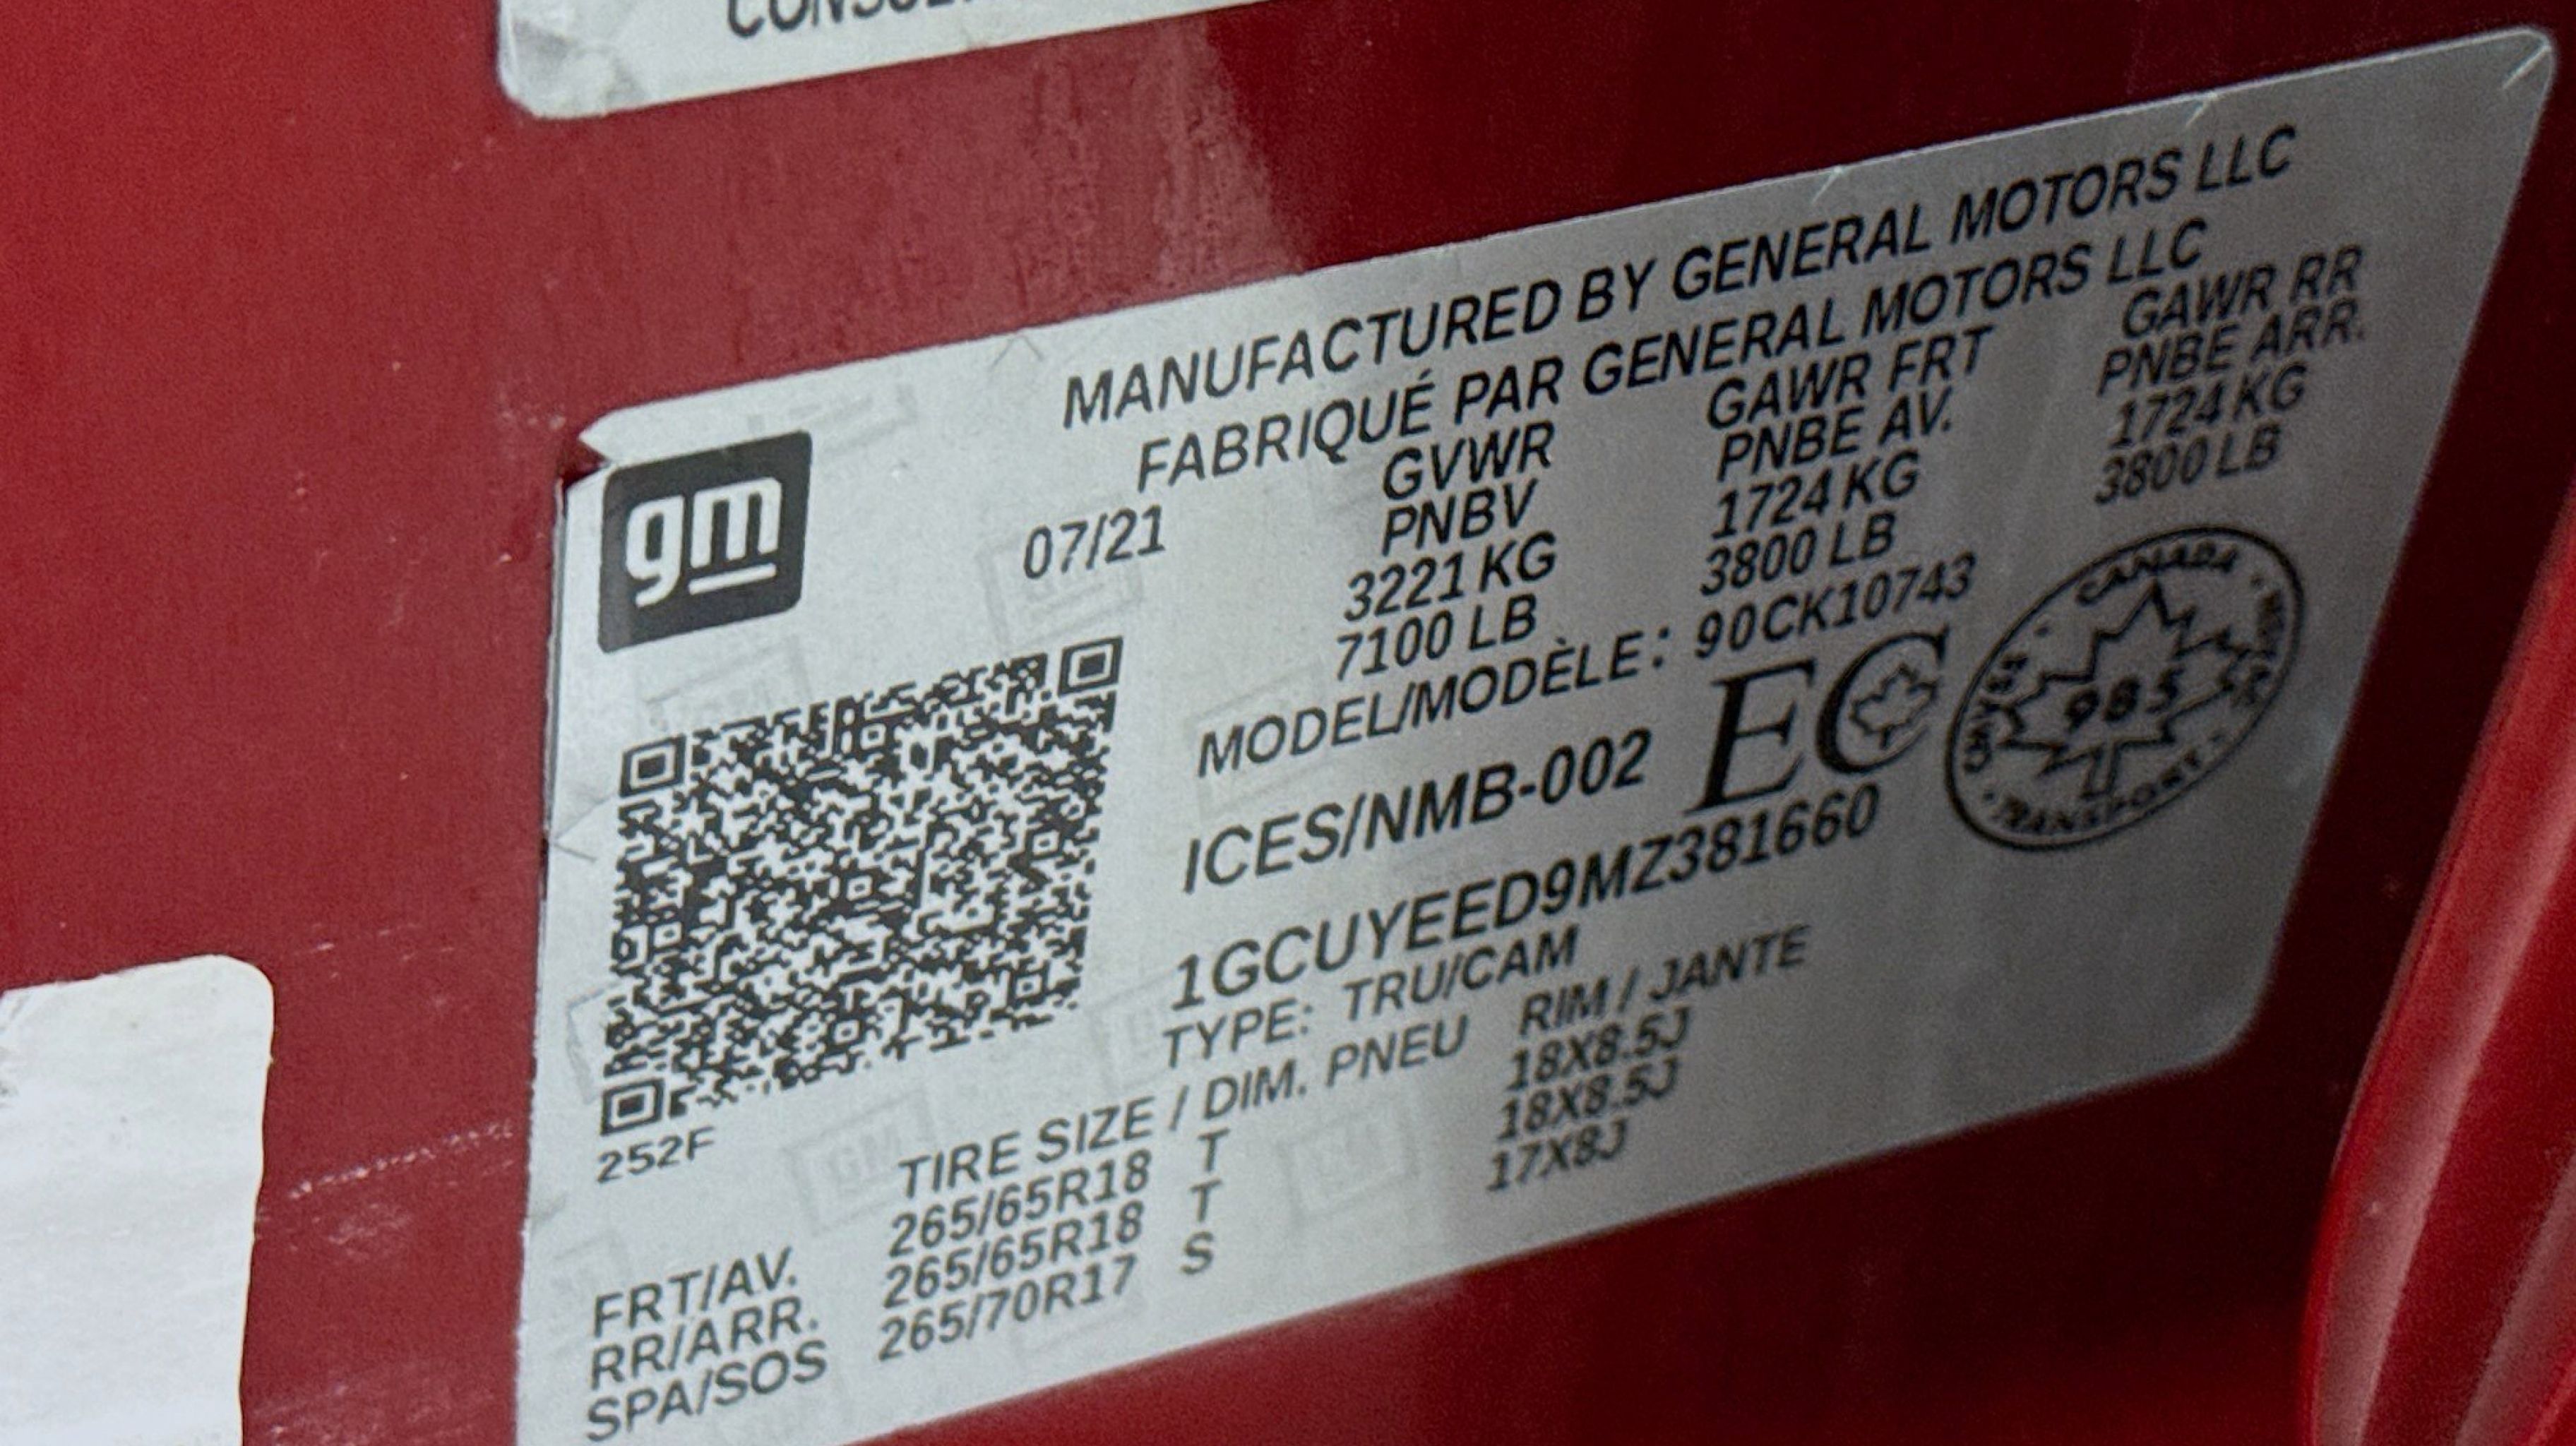 MANUFACTURED BY GENERAL MOTORS LLC
FABRIQUÉ PAR GENERAL MOTORS LLC
gm
07/21
GVWR GAWR FRT GAWR RR
PNBV PNBE AV. PNBE ARR.
3221 KG 1724 KG 1724 KG
7100 LB 3800 LB 3800 LB
MODEL/MODÈLE: 90CK10743
ICES/NMB-002 EC
CANADA
985
TRANSPORT
1GCUYEED9MZ381660
TYPE: TRU/CAM
252F
TIRE SIZE / DIM. PNEU RIM / JANTE
FRT/AV. 265/65R18 T 18X8.5J
RR/ARR. 265/65R18 T 18X8.5J
SPA/SOS 265/70R17 S 17X8J